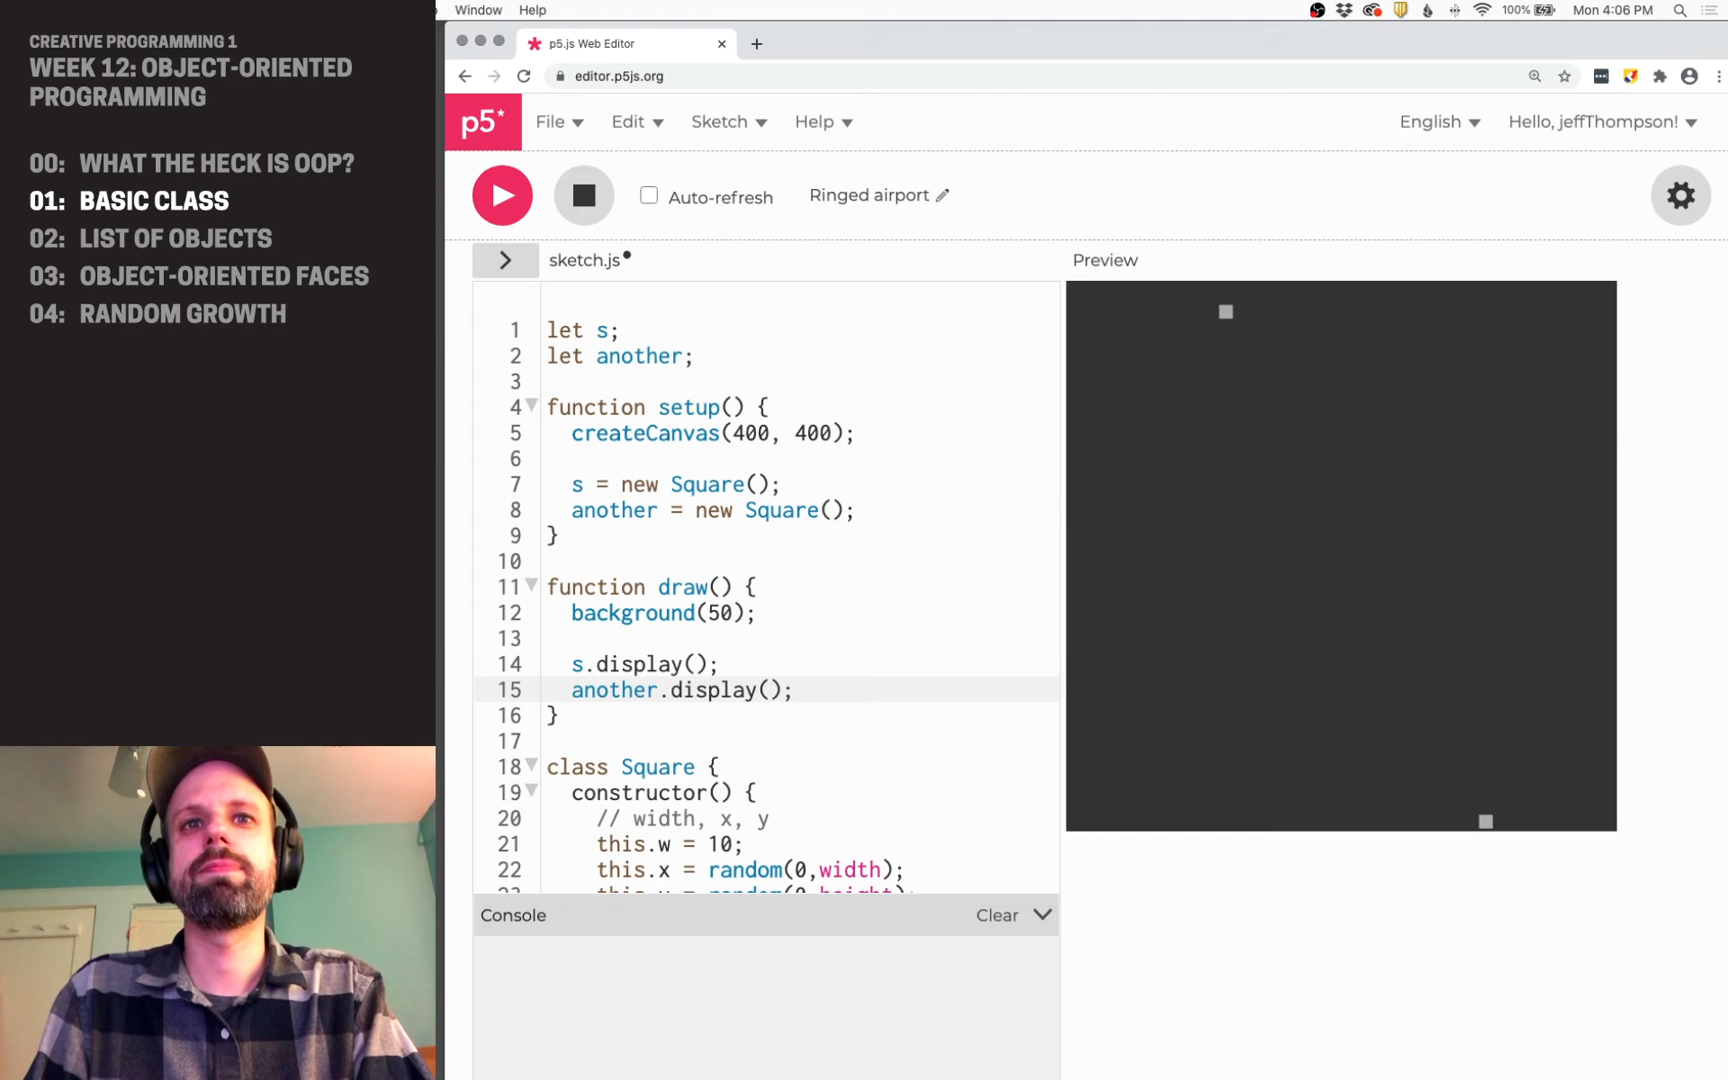 CREATIVE PROGRAMMING 1
WEEK 12: OBJECT-ORIENTED
PROGRAMMING
00: WHAT THE HECK IS OOP?
01: BASIC CLASS
02: LIST OF OBJECTS
03: OBJECT-ORIENTED FACES
04: RANDOM GROWTH
Window Help
100% Mon 4:06 PM
p5.js Web Editor
editor.p5js.org
p5* File Edit Sketch Help English Hello, jeffThompson!
Auto-refresh Ringed airport
sketch.js
Preview
1 let s;
2 let another;
3
4 function setup() {
5 createCanvas(400, 400);
6
7 s = new Square();
8 another = new Square();
9 }
10
11 function draw() {
12 background(50);
13
14 s.display();
15 another.display();
16 }
17
18 class Square {
19 constructor() {
20 // width, x, y
21 this.w = 10;
22 this.x = random(0,width);
Console Clear